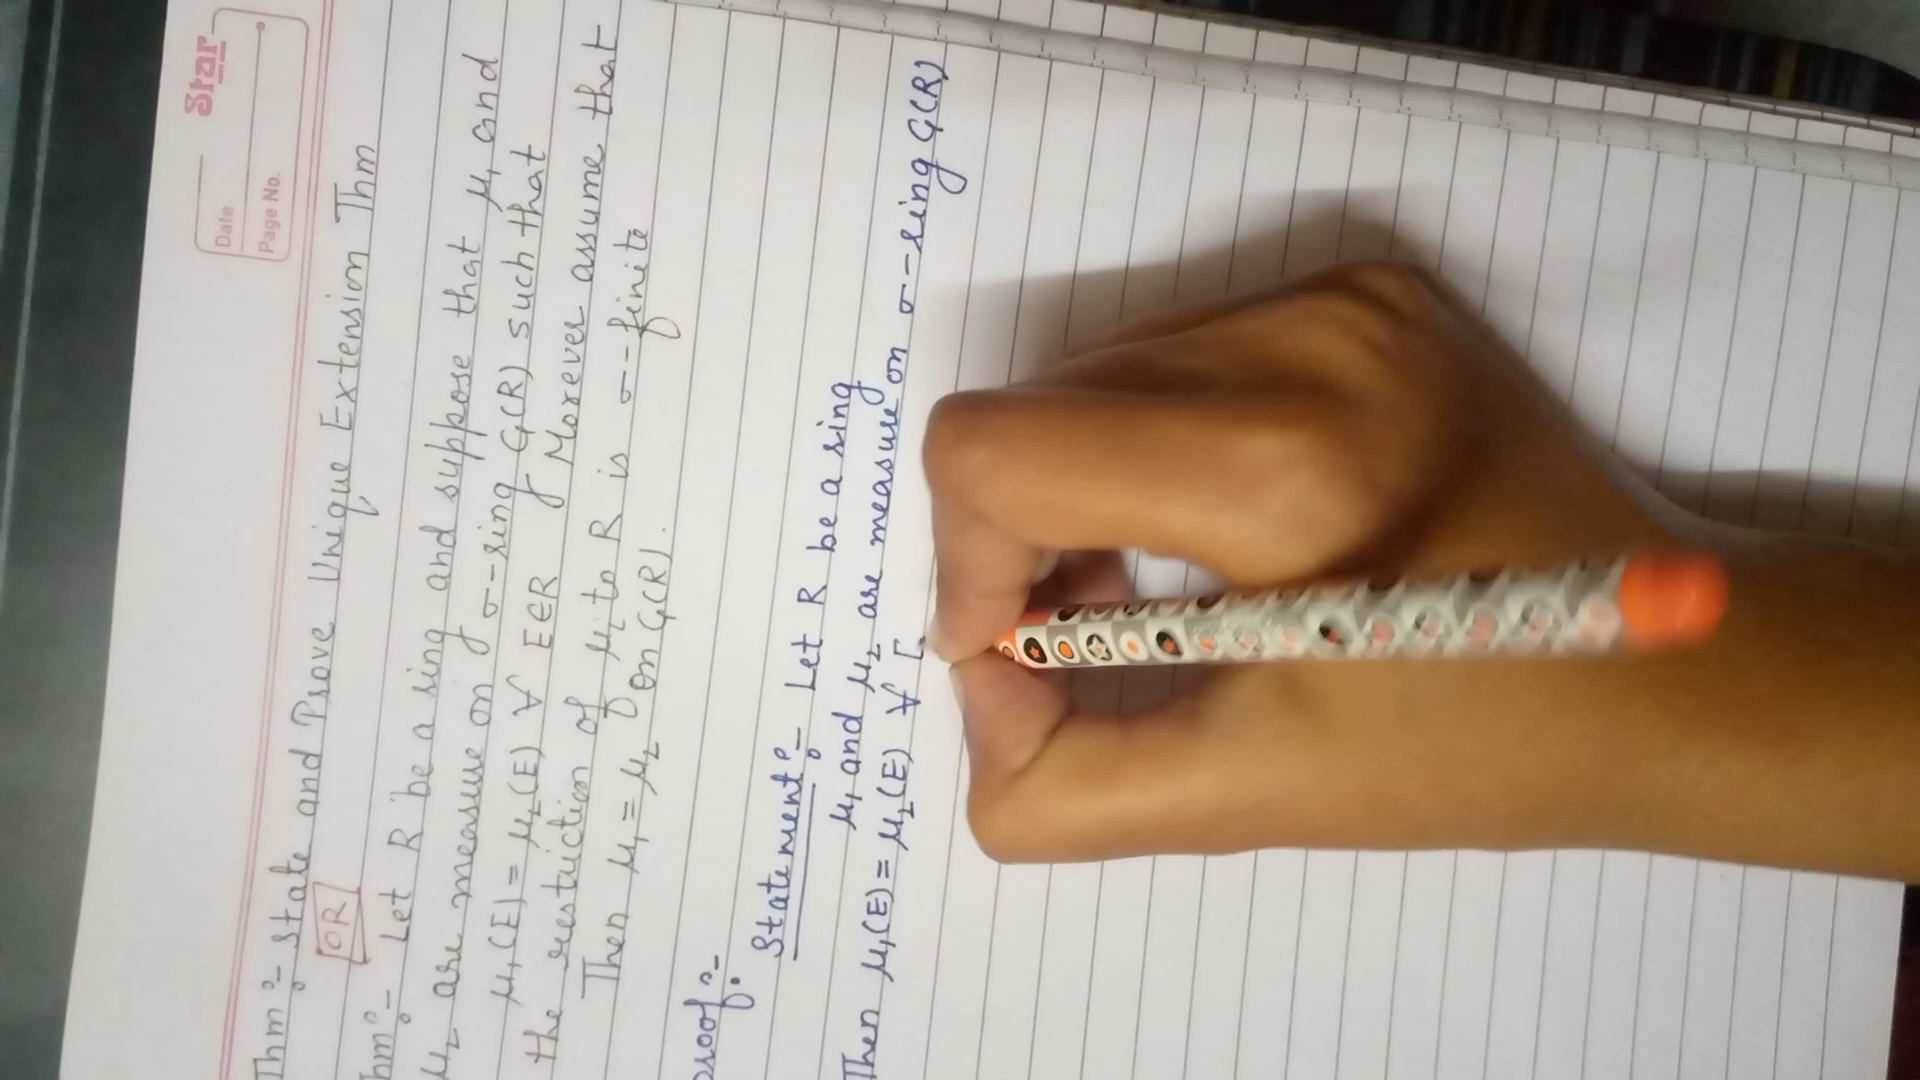 Star
Date
Page No.
Thm :- State and Prove Unique Extension Thm
OR
Thm :- Let R be a ring and suppose that μ₁ and
μ₂ are measure on σ-ring G(R) such that
μ₁(E) = μ₂(E) ∀ E∈R Morever assume that
the restriction of μ₂ to R is σ-finite
Then μ₁ = μ₂ on G(R).
Proof :-
Statement :- Let R be a ring
μ₁ and μ₂ are measure on σ-ring G(R)
Then μ₁(E) = μ₂(E) ∀